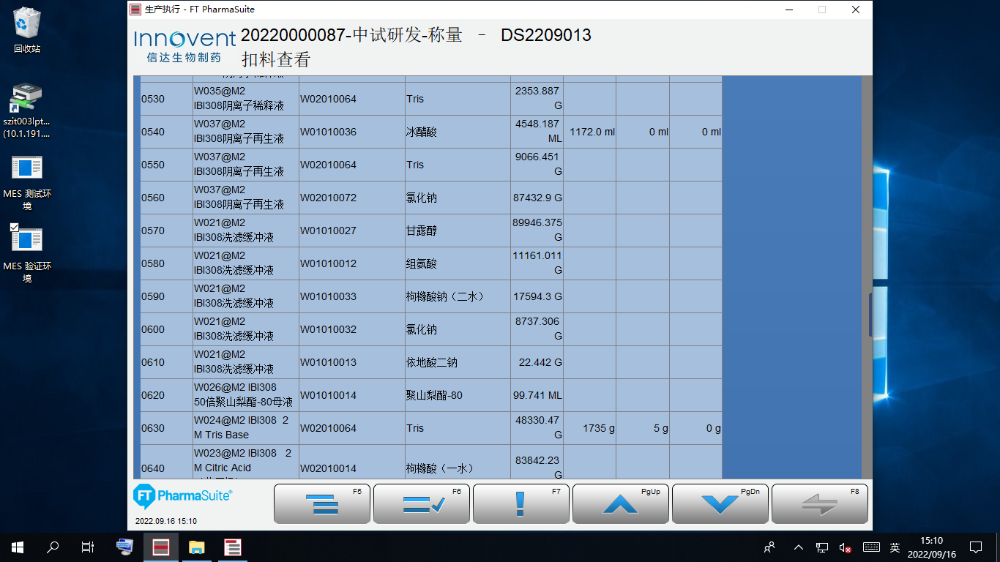 生产执行 - FT PharmaSuite
回收站
szit003lpt...
(10.1.191....
MES 测试环
境
MES 验证环
境
Innovent
信达生物制药
20220000087-中试研发-称量 – DS2209013
扣料查看
0530 W035@M2 W02010064 Tris 2353.887
IBI308阴离子稀释液 G
0540 W037@M2 W01010036 冰醋酸 4548.187 1172.0 ml 0 ml 0 ml
IBI308阴离子再生液 ML
0550 W037@M2 W02010064 Tris 9066.451
IBI308阴离子再生液 G
0560 W037@M2 W02010072 氯化钠 87432.9 G
IBI308阴离子再生液
0570 W021@M2 W01010027 甘露醇 89946.375
IBI308洗滤缓冲液 G
0580 W021@M2 W01010012 组氨酸 11161.011
IBI308洗滤缓冲液 G
0590 W021@M2 W01010033 枸橼酸钠（二水） 17594.3 G
IBI308洗滤缓冲液
0600 W021@M2 W01010032 氯化钠 8737.306
IBI308洗滤缓冲液 G
0610 W021@M2 W01010013 依地酸二钠 22.442 G
IBI308洗滤缓冲液
0620 W026@M2 IBI308 W01010014 聚山梨酯-80 99.741 ML
50倍聚山梨酯-80母液
0630 W024@M2 IBI308 2 W02010064 Tris 48330.47 1735 g 5 g 0 g
M Tris Base G
0640 W023@M2 IBI308 2 W02010014 枸橼酸（一水） 83842.23
M Citric Acid G
FT PharmaSuite®
2022.09.16 15:10
F5
F6
F7
PgUp
PgDn
F8
英
15:10
2022/09/16